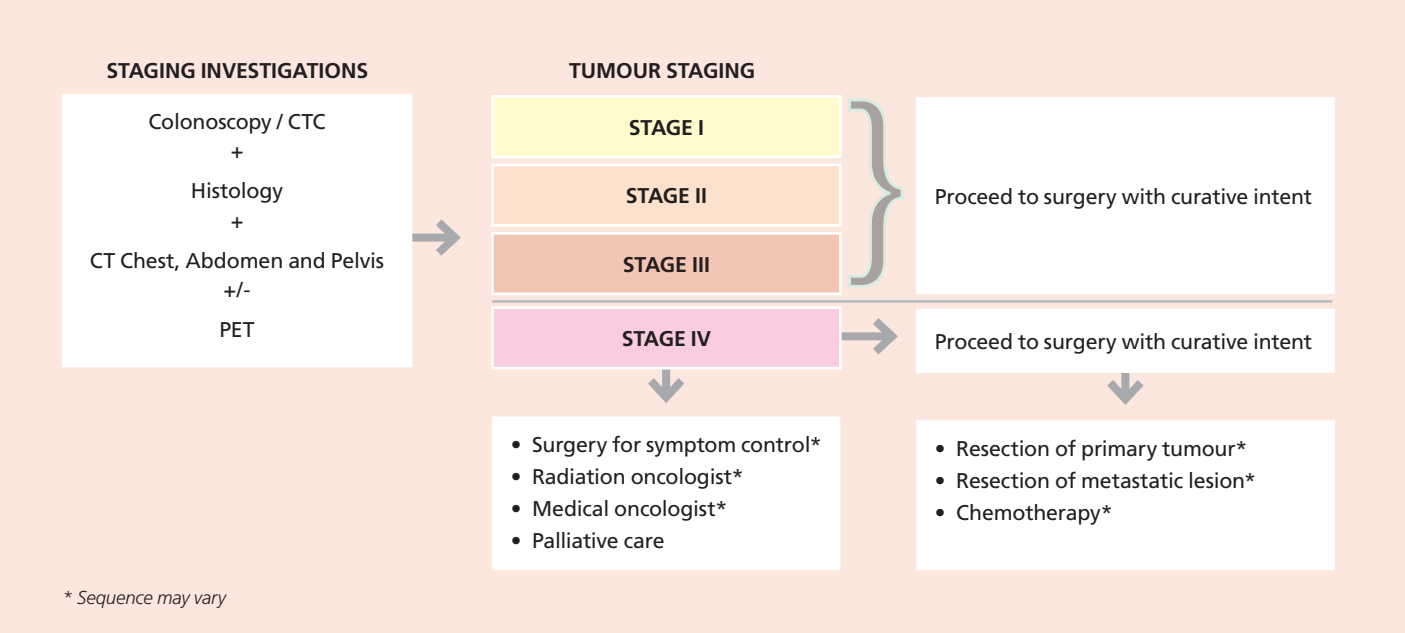 STAGING INVESTIGATIONS
Colonoscopy / CTC
+
Histology
+
CT Chest, Abdomen and Pelvis
+/-
PET
TUMOUR STAGING
STAGE I
STAGE II
STAGE III
Proceed to surgery with curative intent
STAGE IV
Proceed to surgery with curative intent
• Surgery for symptom control*
• Radiation oncologist*
• Medical oncologist*
• Palliative care
• Resection of primary tumour*
• Resection of metastatic lesion*
• Chemotherapy*
* Sequence may vary